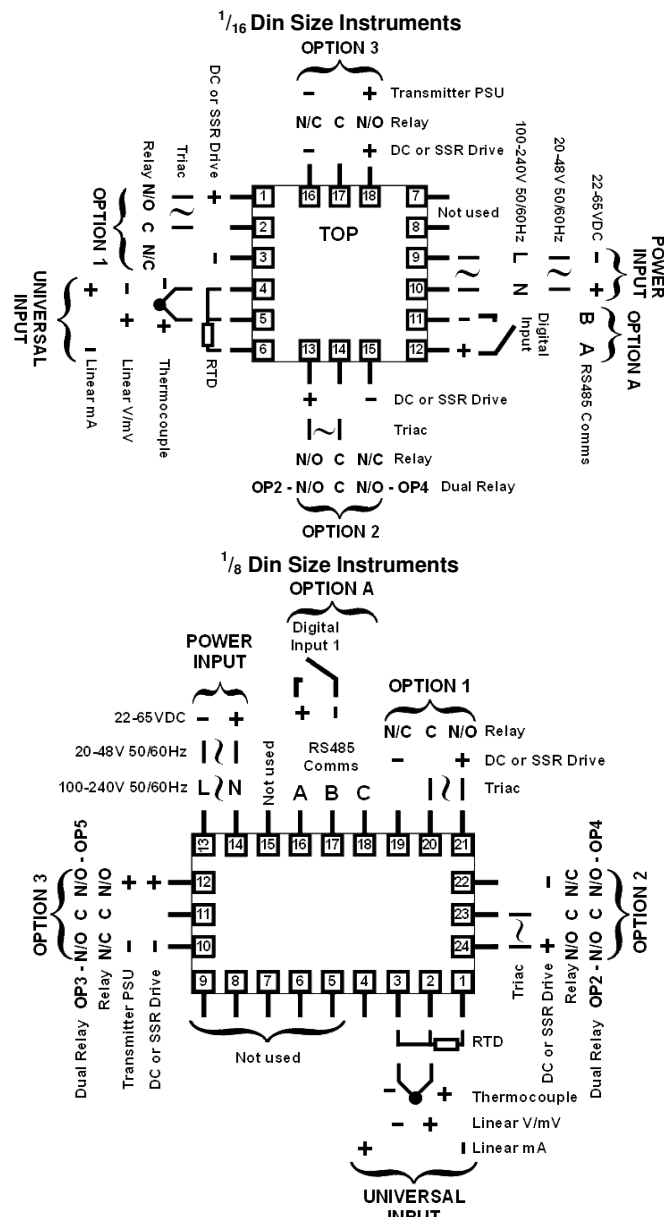 1/16 Din Size Instruments
OPTION 3
– + Transmitter PSU
N/C C N/O Relay
– + DC or SSR Drive
16 17 18
TOP
1
2
3
4
5
6
7
8
9
10
11
12
13 14 15
DC or SSR Drive + –
Triac ~
Relay N/O C N/C
OPTION 1
UNIVERSAL INPUT
+ – Linear mA
– + Linear V/mV
– + Thermocouple
RTD
Not used
100-240V 50/60Hz L ~ N
20-48V 50/60Hz ~
22-65VDC – +
POWER INPUT
– + Digital Input
B A RS485 Comms
OPTION A
+ – DC or SSR Drive
~ Triac
N/O C N/C Relay
OP2 - N/O C N/O - OP4 Dual Relay
OPTION 2
1/8 Din Size Instruments
OPTION A
Digital Input 1
+ –
RS485 Comms
A B C
POWER INPUT
22-65VDC – +
20-48V 50/60Hz ~
100-240V 50/60Hz L ~ N
Not used
OPTION 1
N/C C N/O Relay
– + DC or SSR Drive
~ Triac
13 14 15 16 17 18 19 20 21
12
11
10
22
23
24
9 8 7 6 5 4 3 2 1
OPTION 3
Dual Relay OP3 - N/O C N/O - OP5
Relay N/C C N/O
Transmitter PSU – +
DC or SSR Drive – +
Triac ~
DC or SSR Drive + –
Relay N/O C N/C
Dual Relay OP2 - N/O C N/O - OP4
OPTION 2
Not used
RTD
– + Thermocouple
– + Linear V/mV
+ – Linear mA
UNIVERSAL
INPUT